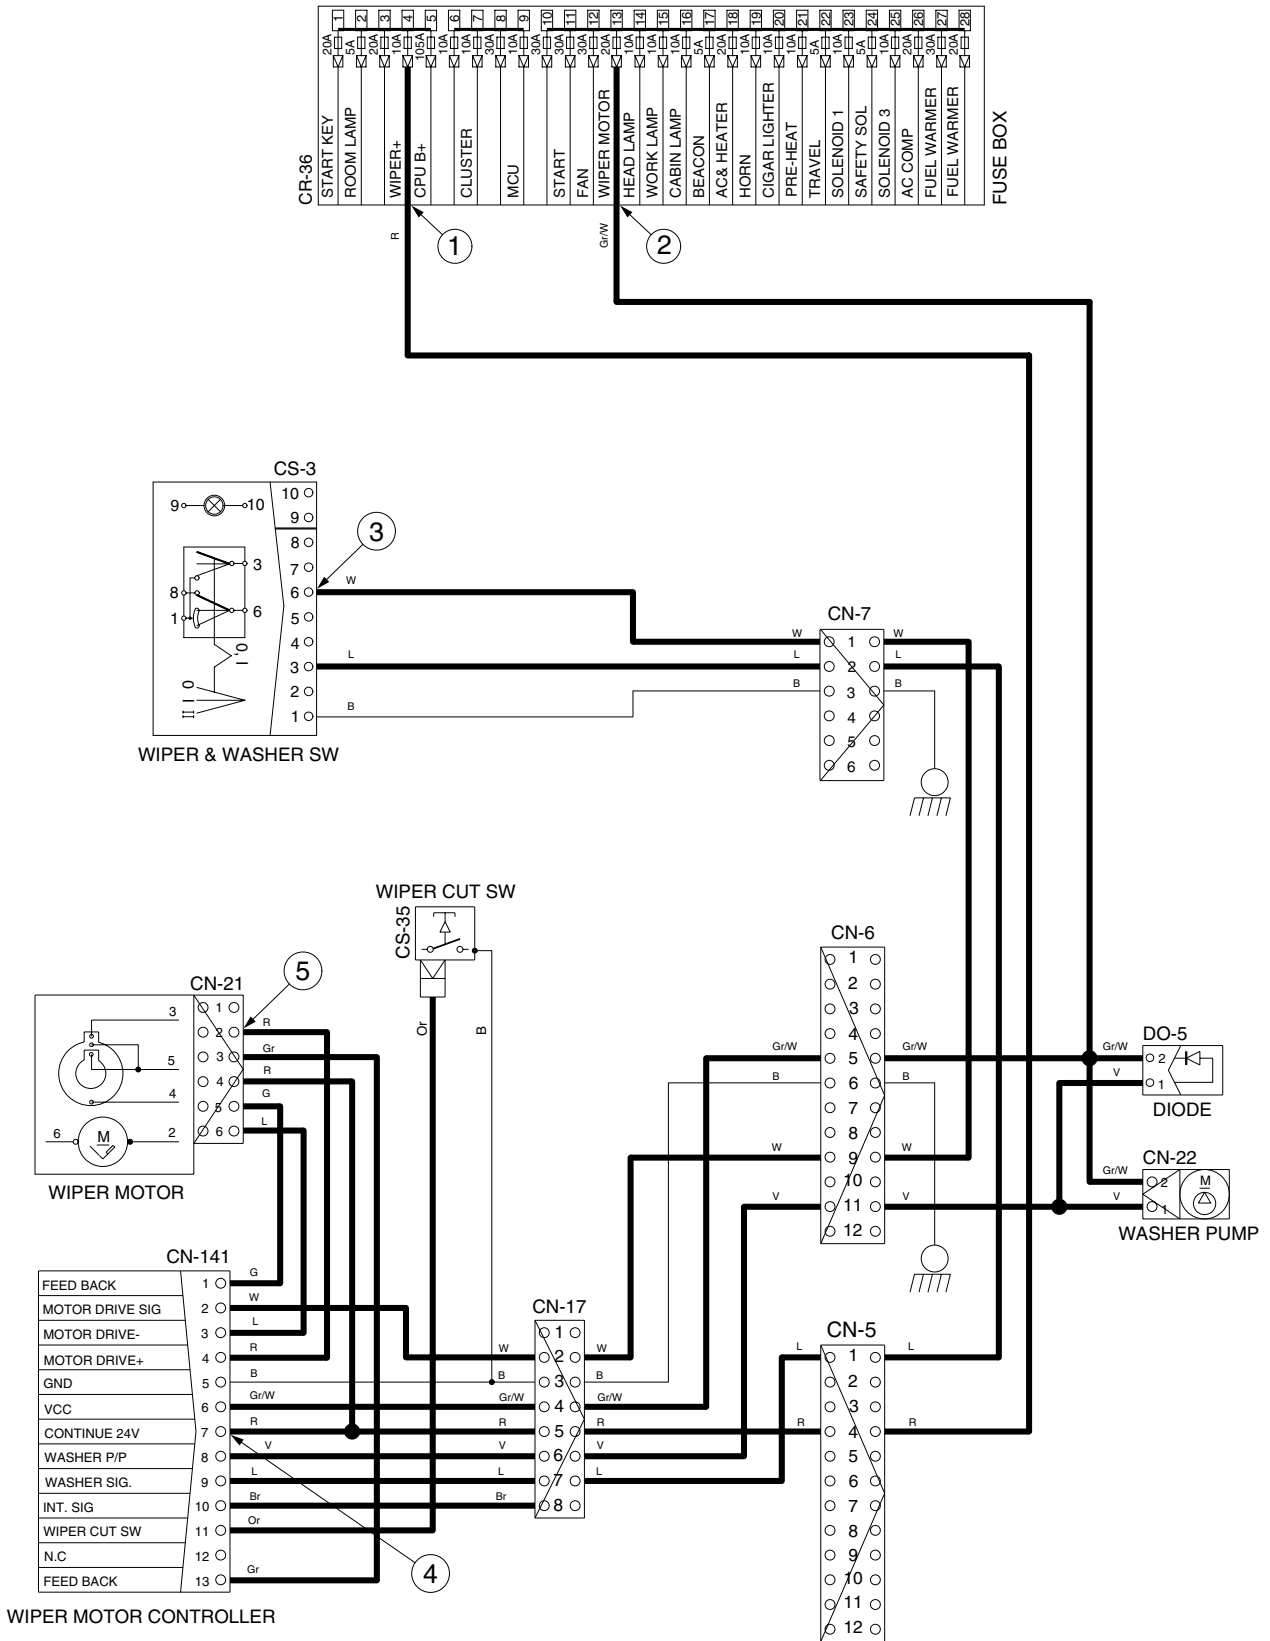 1 2 3 4 5 6 7 8 9 10 11 12 13 14 15 16 17 18 19 20 21 22 23 24 25 26 27 28
20A 5A 20A 10A 105A 10A 10A 30A 10A 30A 30A 30A 20A 10A 10A 10A 5A 20A 10A 10A 10A 5A 10A 5A 10A 20A 30A 20A
CR-36
START KEY
ROOM LAMP
WIPER+
CPU B+
CLUSTER
MCU
START
FAN
WIPER MOTOR
HEAD LAMP
WORK LAMP
CABIN LAMP
BEACON
AC& HEATER
HORN
CIGAR LIGHTER
PRE-HEAT
TRAVEL
SOLENOID 1
SAFETY SOL
SOLENOID 3
AC COMP
FUEL WARMER
FUEL WARMER
FUSE BOX
R
1
Gr/W
2
CS-3
9 10
3
8
1
6
0
I
0
I
II
10
9
8
7
6
5
4
3
2
1
3
W
L
B
WIPER & WASHER SW
CN-7
W 1 W
L 2 L
B 3 B
4
5
6
WIPER CUT SW
CS-35
Or
B
CN-21
5
3
5
4
6 M 2
1
2 R
3 Gr
4 R
5 G
6 L
WIPER MOTOR
CN-6
1
2
3
4
Gr/W 5 Gr/W
B 6 B
7
8
W 9 W
10
V 11 V
12
DO-5
Gr/W 2
V 1
DIODE
CN-22
Gr/W 2 M
V 1
WASHER PUMP
CN-141
FEED BACK 1 G
MOTOR DRIVE SIG 2 W
MOTOR DRIVE- 3 L
MOTOR DRIVE+ 4 R
GND 5 B
VCC 6 Gr/W
CONTINUE 24V 7 R
WASHER P/P 8 V
WASHER SIG. 9 L
INT. SIG 10 Br
WIPER CUT SW 11 Or
N.C 12
FEED BACK 13 Gr
4
WIPER MOTOR CONTROLLER
CN-17
1
W 2 W
B 3 B
Gr/W 4 Gr/W
R 5 R
V 6 V
L 7 L
Br 8
CN-5
L 1 L
2
3
R 4 R
5
6
7
8
9
10
11
12